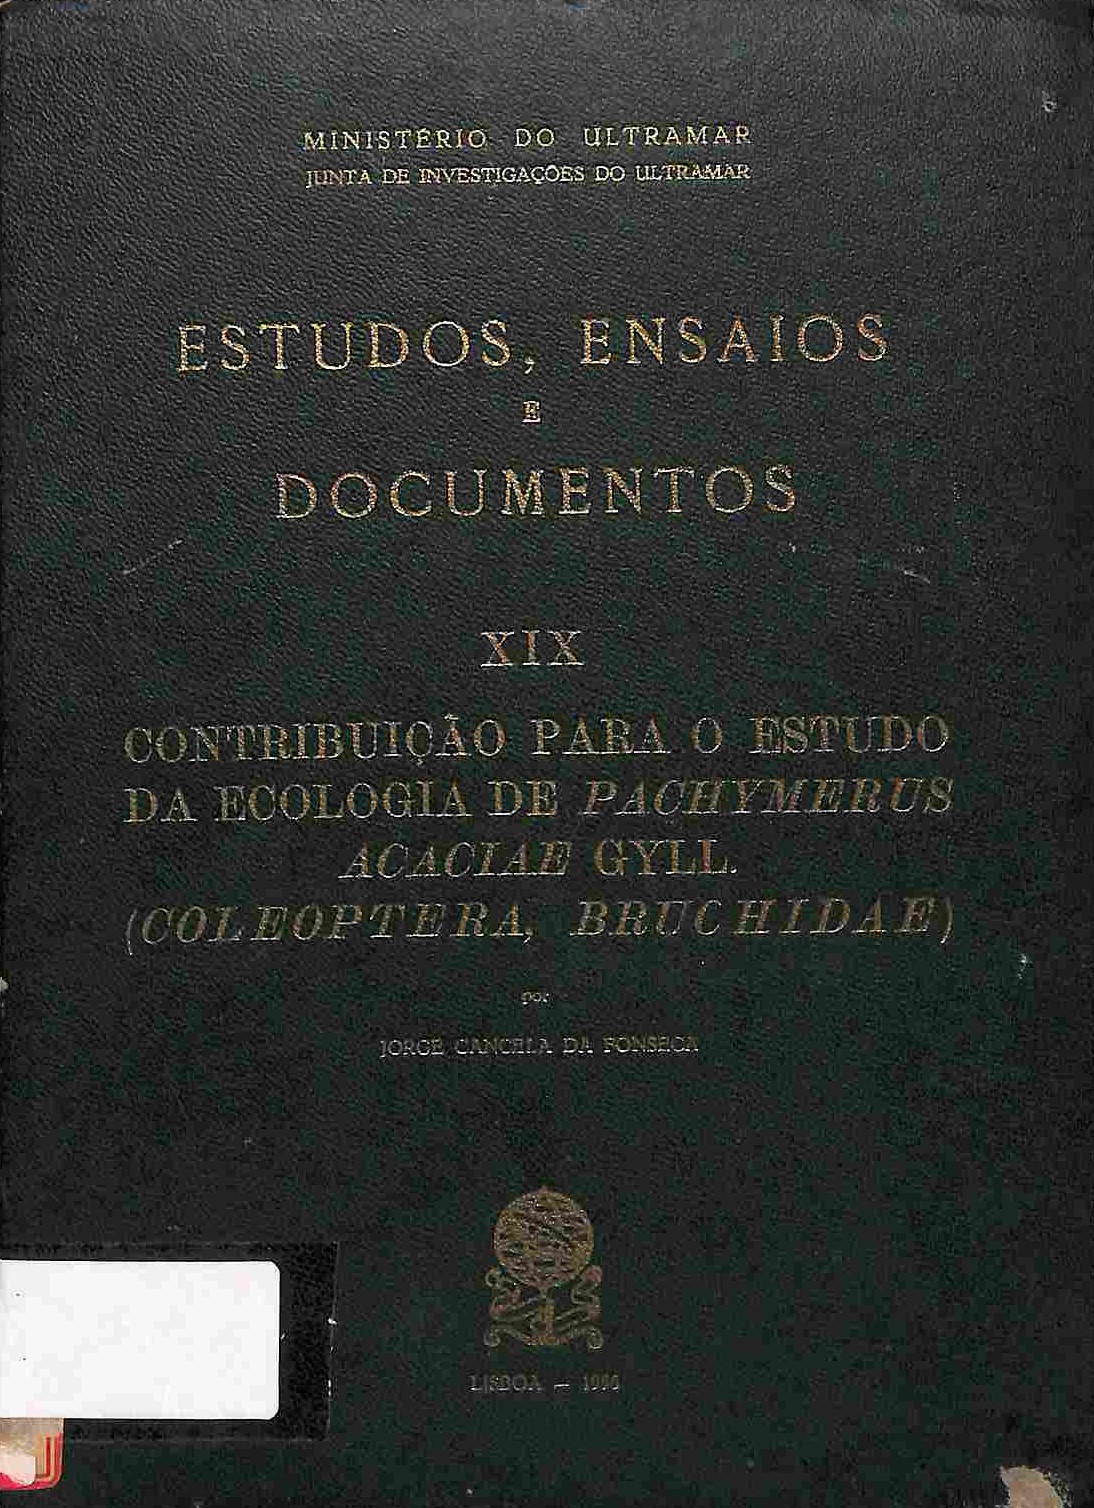 MINISTÉRIO DO ULTRAMAR
JUNTA DE INVESTIGAÇÕES DO ULTRAMAR
ESTUDOS, ENSAIOS
E
DOCUMENTOS
XIX
CONTRIBUIÇÃO PARA O ESTUDO
DA ECOLOGIA DE PACHYMERUS
ACACIAE GYLL.
(COLEOPTERA, BRUCHIDAE)
por
JORGE CANCELA DA FONSECA
LISBOA –